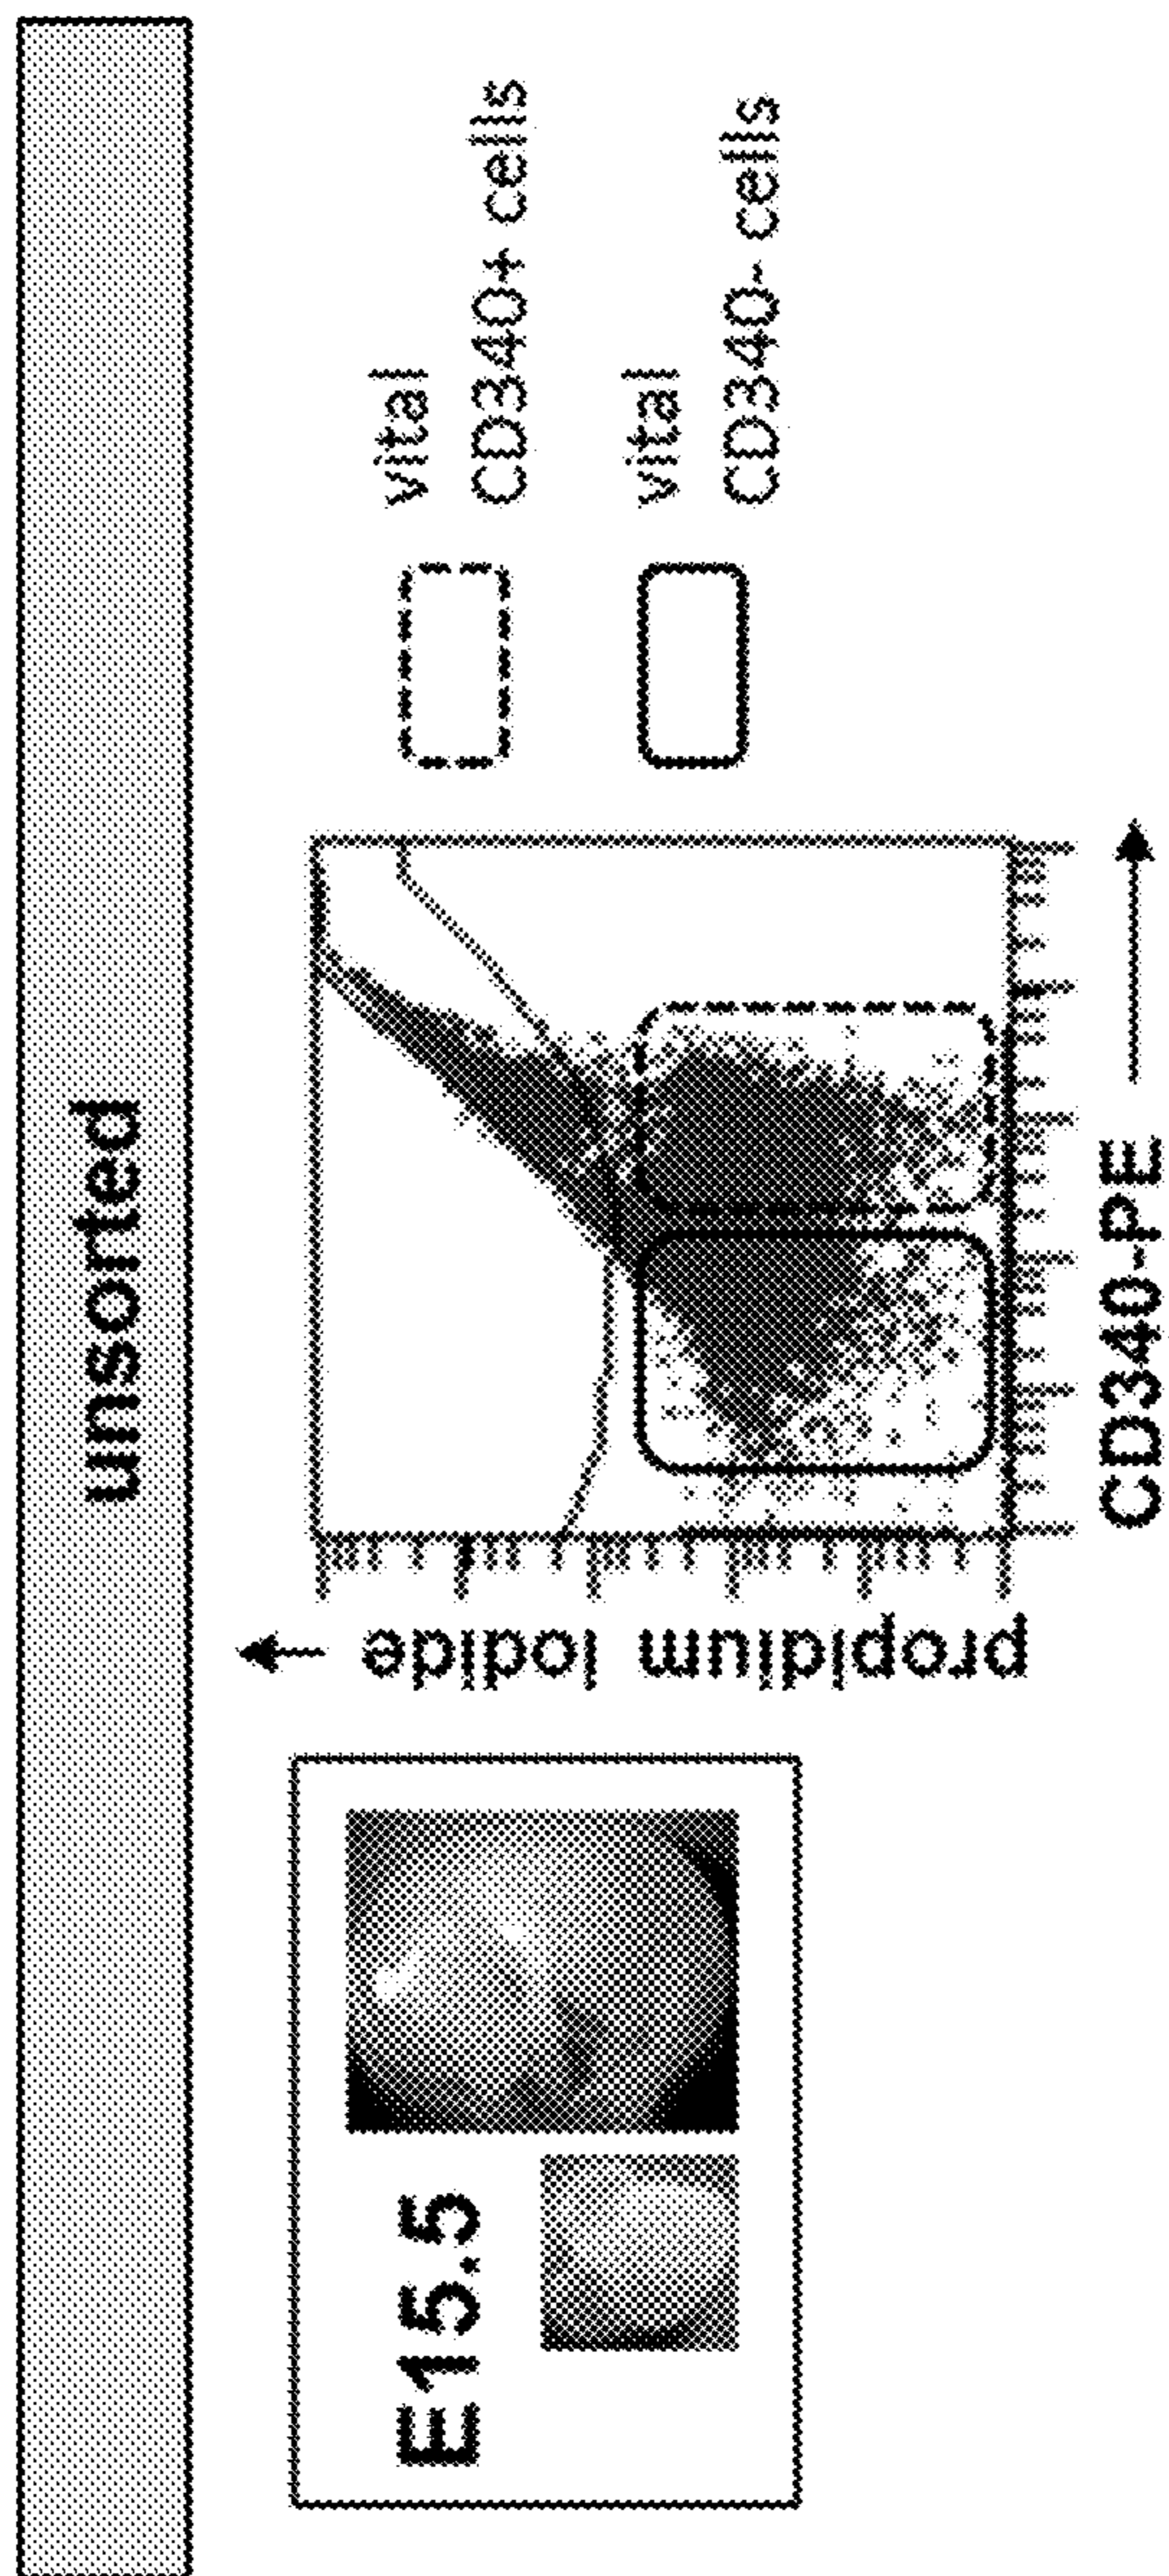 unsorted
E15.5
propidium iodide
CD340-PE
vital
CD340+ cells
vital
CD340- cells